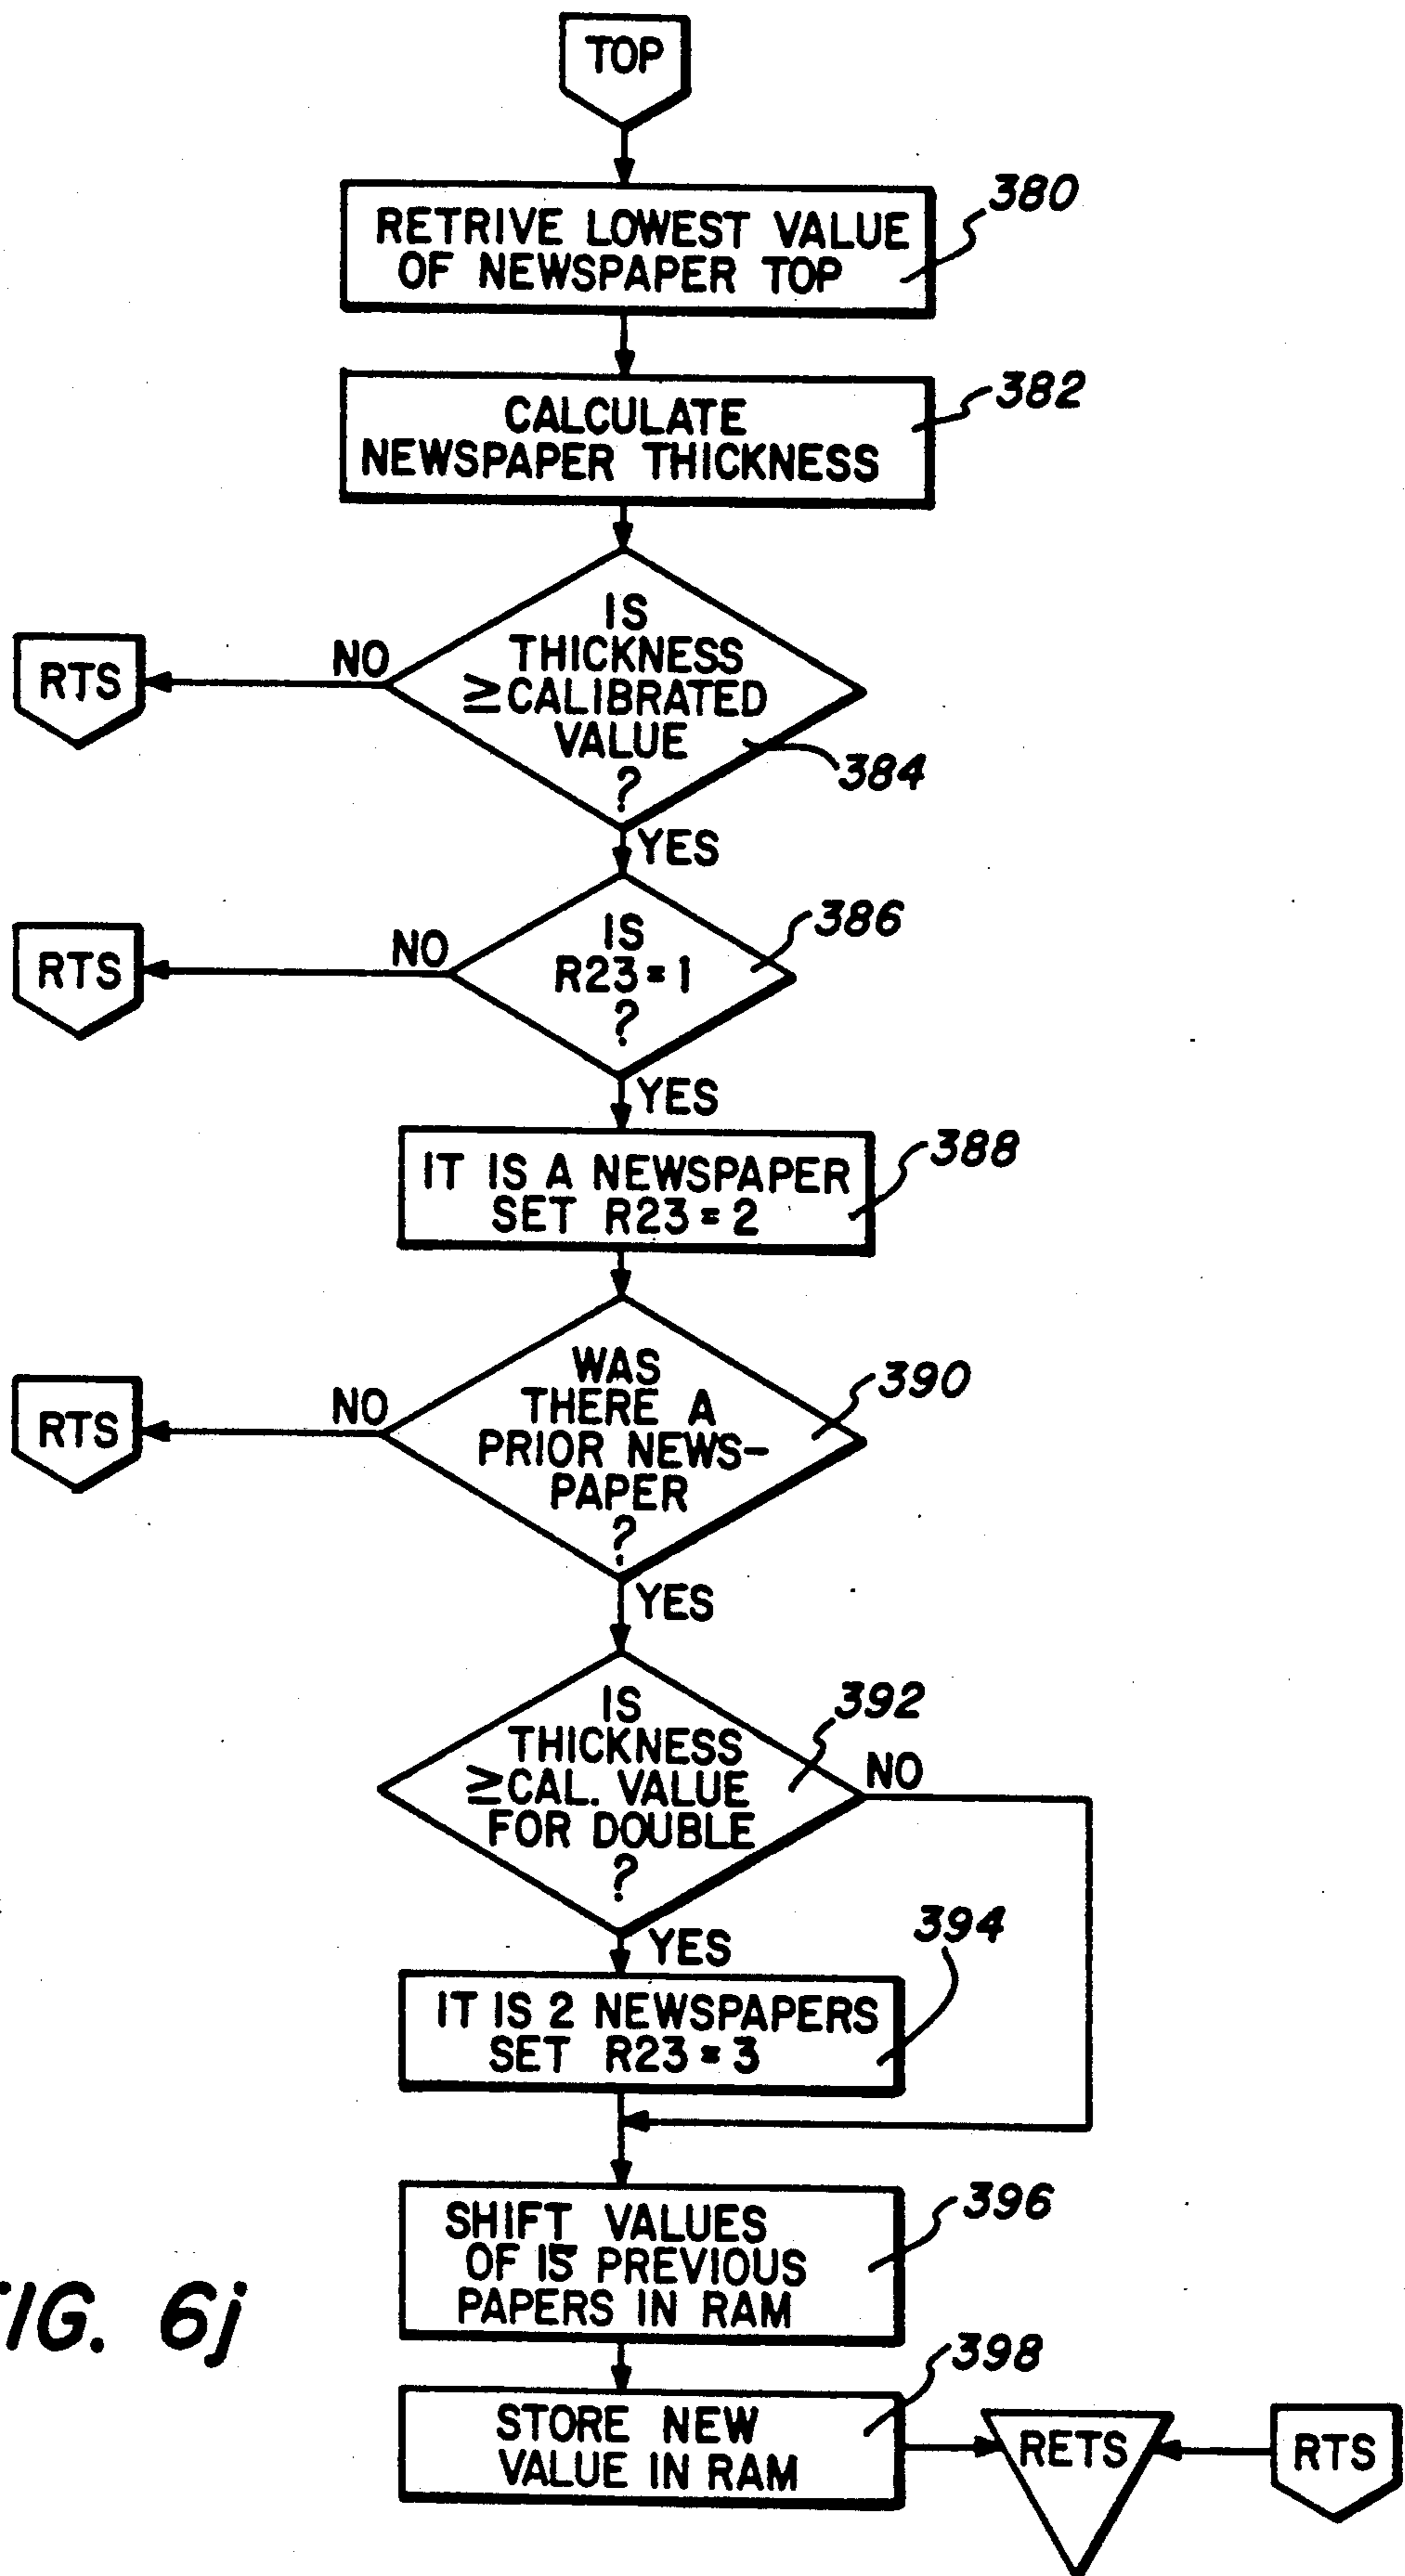 TOP
RETRIVE LOWEST VALUE
OF NEWSPAPER TOP
380
CALCULATE
NEWSPAPER THICKNESS
382
IS
THICKNESS
≥CALIBRATED
VALUE
?
384
NO
RTS
YES
IS
R23=1
?
386
NO
RTS
YES
IT IS A NEWSPAPER
SET R23=2
388
WAS
THERE A
PRIOR NEWS-
PAPER
?
390
NO
RTS
YES
IS
THICKNESS
≥CAL. VALUE
FOR DOUBLE
?
392
NO
YES
394
IT IS 2 NEWSPAPERS
SET R23=3
SHIFT VALUES
OF 15 PREVIOUS
PAPERS IN RAM
396
FIG. 6j
STORE NEW
VALUE IN RAM
398
RETS
RTS